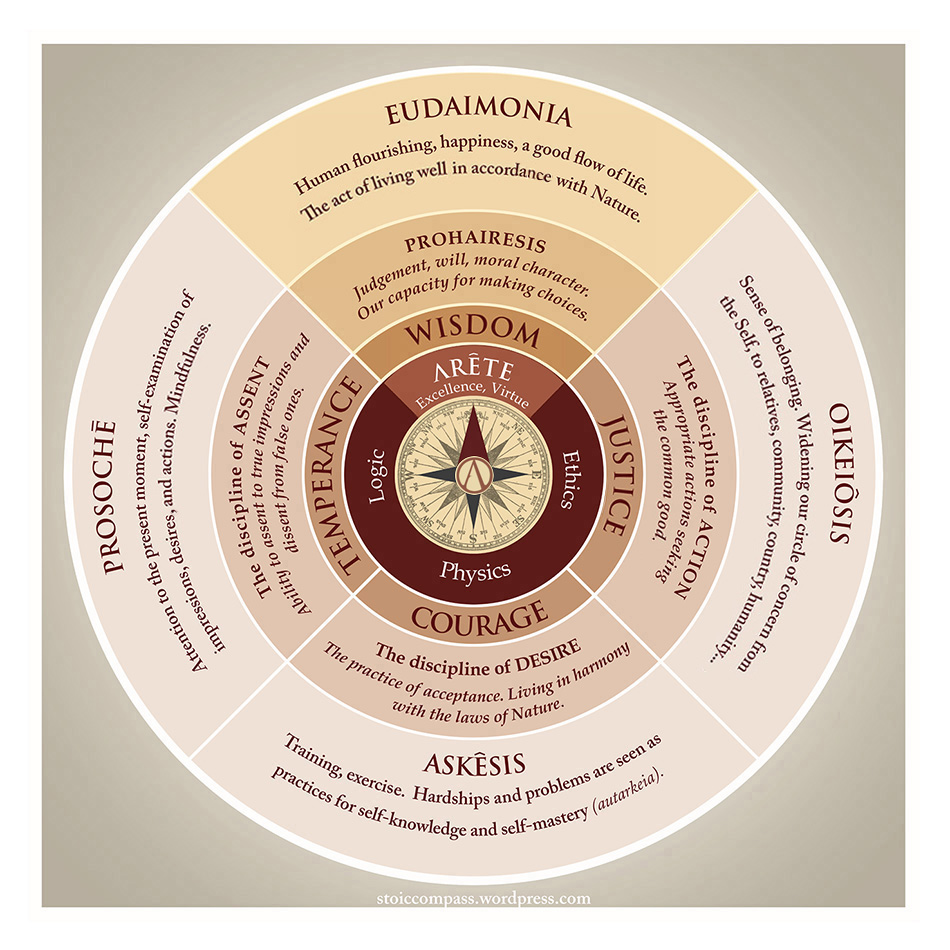 EUDAIMONIA
Human flourishing, happiness, a good flow of life.
The act of living well in accordance with Nature.
PROHAIRESIS
Judgement, will, moral character.
Our capacity for making choices.
WISDOM
ΛRÊTE
Excellence, Virtue
PROSOCHĒ
Attention to the present moment, self-examination of
impressions, desires, and actions. Mindfulness.
The discipline of ASSENT
Ability to assent to true impressions and
dissent from false ones.
TEMPERANCE
Logic
N
NE
E
SE
S
SW
W
NW
Λ
Ethics
Physics
JUSTICE
The discipline of ACTION
Appropriate actions seeking
the common good.
OIKEIÔSIS
Sense of belonging. Widening our circle of concern from
the Self, to relatives, community, country, humanity...
COURAGE
The discipline of DESIRE
The practice of acceptance. Living in harmony
with the laws of Nature.
ASKÊSIS
Training, exercise. Hardships and problems are seen as
practices for self-knowledge and self-mastery (autarkeia).
stoiccompass.wordpress.com